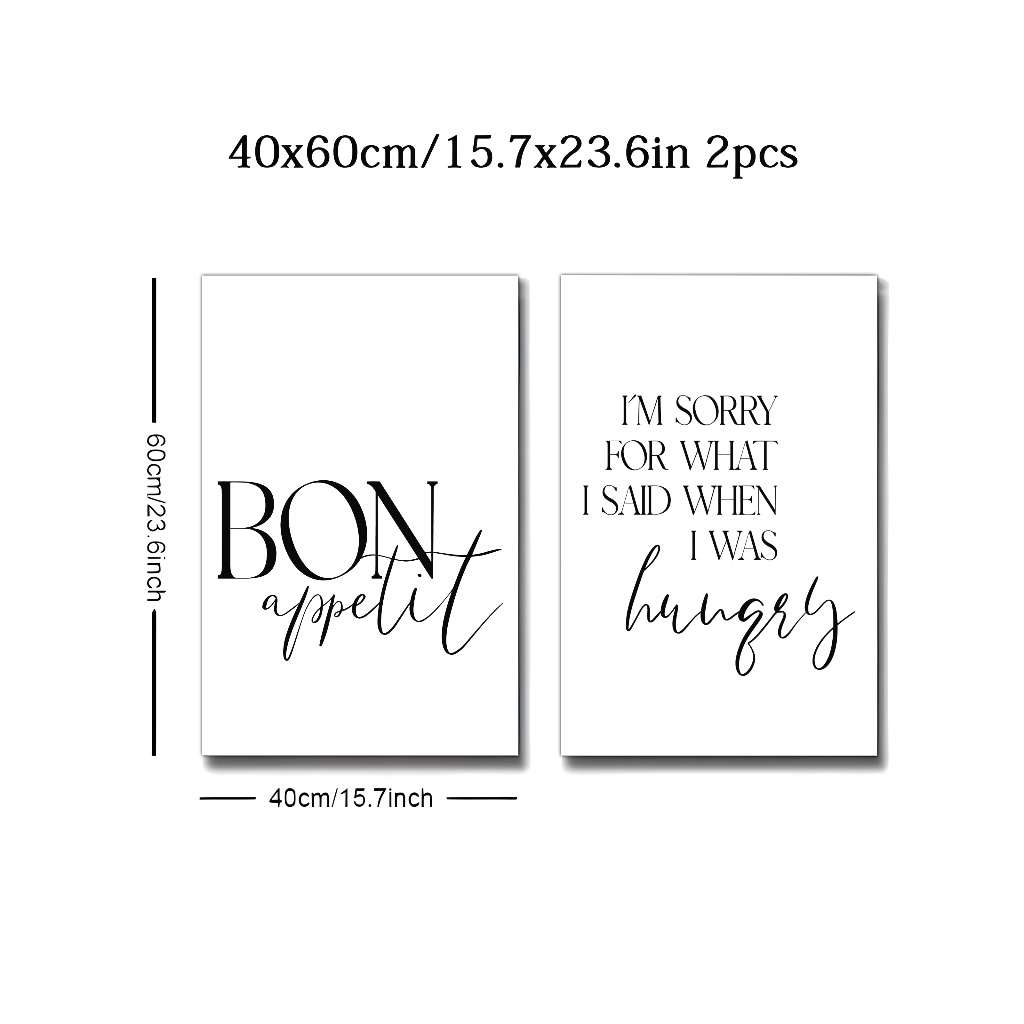 40x60cm/15.7x23.6in 2pcs
60cm/23.6inch
BON
appetit
I'M SORRY
FOR WHAT
I SAID WHEN
I WAS
hungry
40cm/15.7inch